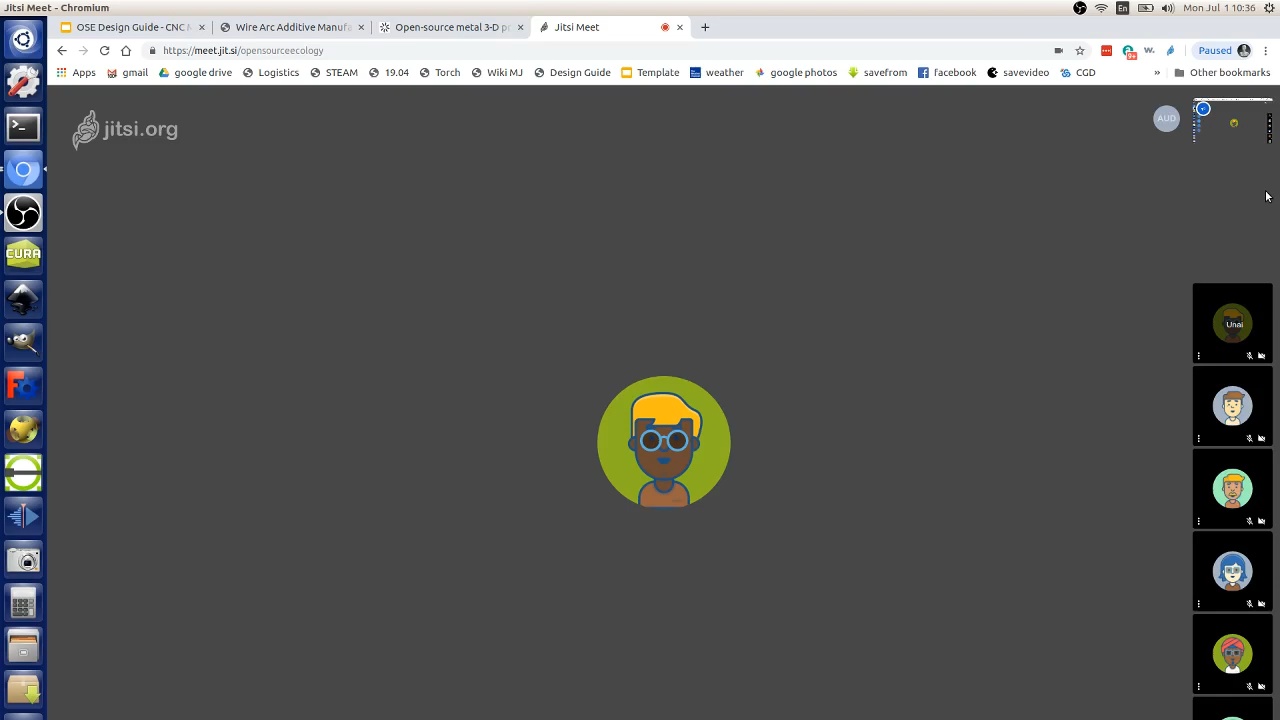 Jitsi Meet - Chromium
En
Mon Jul 1 10:36
OSE Design Guide - CNC M
Wire Arc Additive Manufa
Open-source metal 3-D p
Jitsi Meet
https://meet.jit.si/opensourceecology
Paused
Apps
gmail
google drive
Logistics
STEAM
19.04
Torch
Wiki MJ
Design Guide
Template
weather
google photos
savefrom
facebook
savevideo
CGD
»
Other bookmarks
jitsi.org
AUD
CURA
Unai